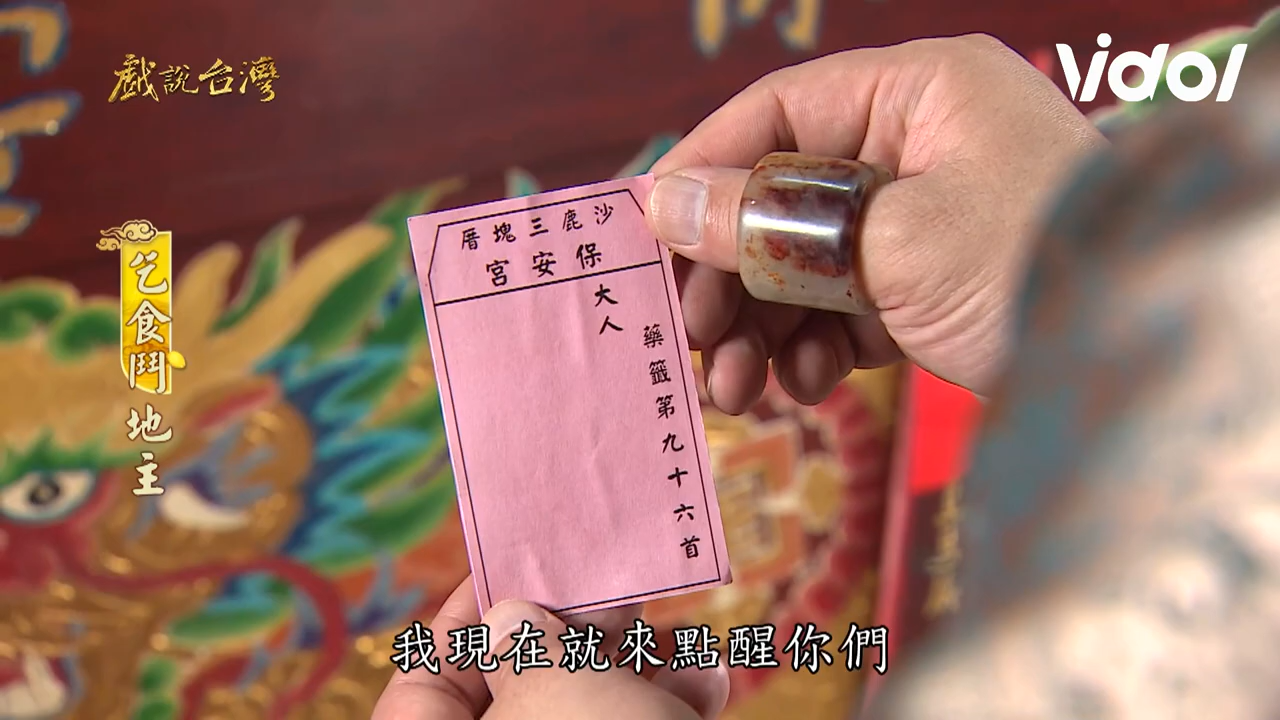 戲說台灣
Vidol
乞食鬥地主
沙鹿三塊厝
保安宮
大人
藥籤第九十六首
我現在就來點醒你們